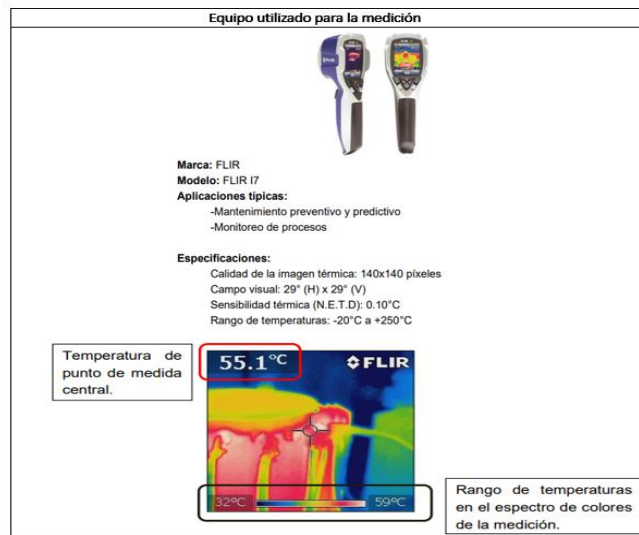 Equipo utilizado para la medición
Marca: FLIR
Modelo: FLIR I7
Aplicaciones típicas:
-Mantenimiento preventivo y predictivo
-Monitoreo de procesos
Especificaciones:
Calidad de la imagen térmica: 140x140 píxeles
Campo visual: 29° (H) x 29° (V)
Sensibilidad térmica (N.E.T.D): 0.10°C
Rango de temperaturas: -20°C a +250°C
Temperatura de
punto de medida
central.
55.1°C
FLIR
32°C
59°C
Rango de temperaturas
en el espectro de colores
de la medición.